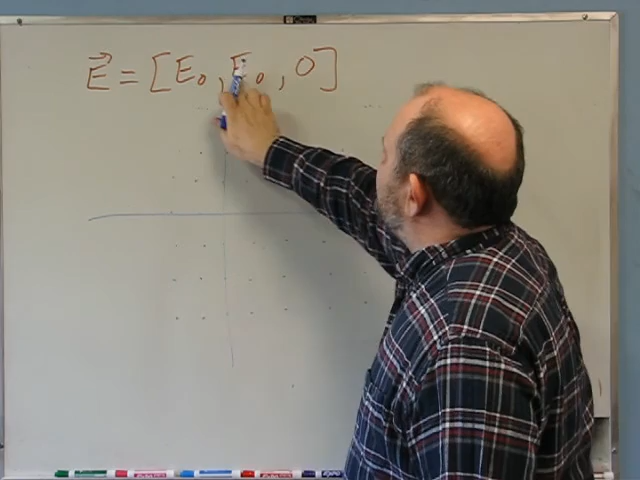 E⃗ = [E₀, E₀, 0]